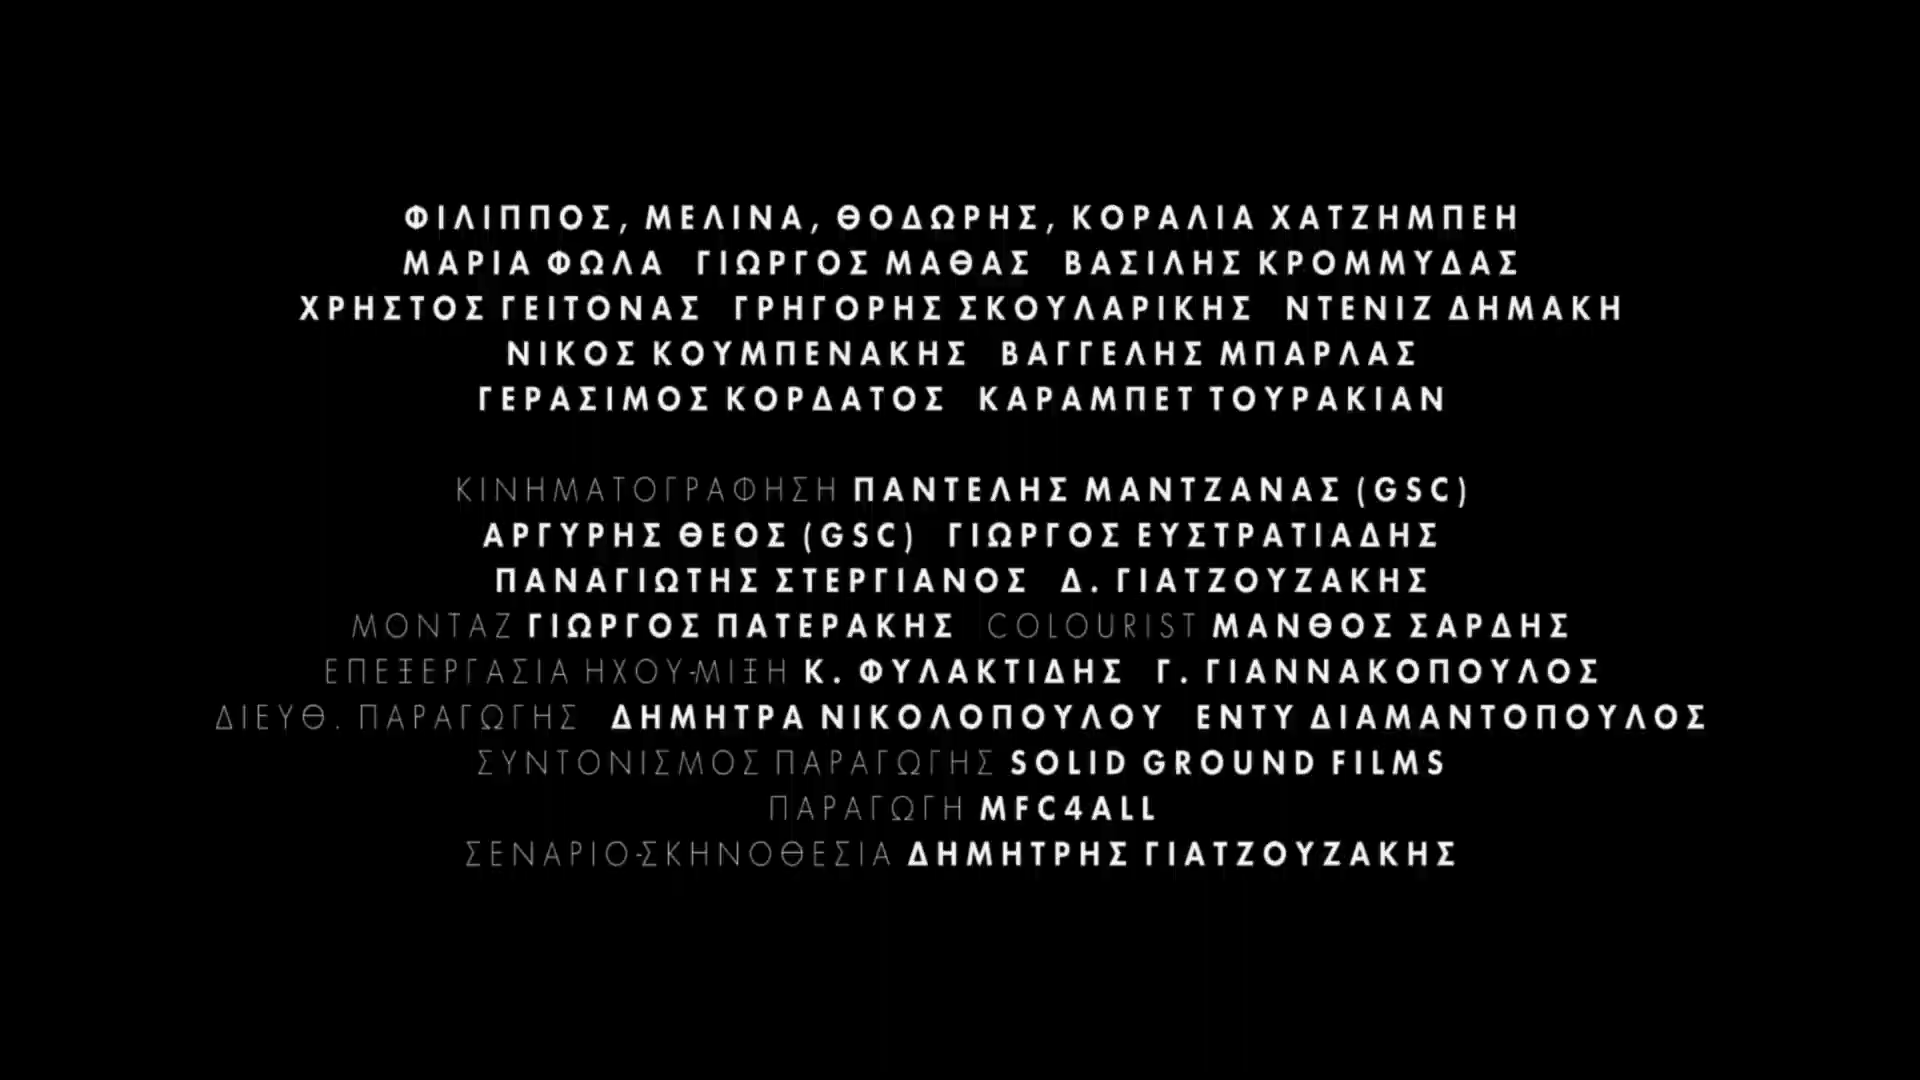 ΦΙΛΙΠΠΟΣ, ΜΕΛΙΝΑ, ΘΟΔΩΡΗΣ, ΚΟΡΑΛΙΑ ΧΑΤΖΗΜΠΕΗ
ΜΑΡΙΑ ΦΩΛΑ ΓΙΩΡΓΟΣ ΜΑΘΑΣ ΒΑΣΙΛΗΣ ΚΡΟΜΜΥΔΑΣ
ΧΡΗΣΤΟΣ ΓΕΙΤΟΝΑΣ ΓΡΗΓΟΡΗΣ ΣΚΟΥΛΑΡΙΚΗΣ ΝΤΕΝΙΖ ΔΗΜΑΚΗ
ΝΙΚΟΣ ΚΟΥΜΠΕΝΑΚΗΣ ΒΑΓΓΕΛΗΣ ΜΠΑΡΛΑΣ
ΓΕΡΑΣΙΜΟΣ ΚΟΡΔΑΤΟΣ ΚΑΡΑΜΠΕΤ ΤΟΥΡΑΚΙΑΝ
ΚΙΝΗΜΑΤΟΓΡΑΦΗΣΗ ΠΑΝΤΕΛΗΣ ΜΑΝΤΖΑΝΑΣ (GSC)
ΑΡΓΥΡΗΣ ΘΕΟΣ (GSC) ΓΙΩΡΓΟΣ ΕΥΣΤΡΑΤΙΑΔΗΣ
ΠΑΝΑΓΙΩΤΗΣ ΣΤΕΡΓΙΑΝΟΣ Δ. ΓΙΑΤΖΟΥΖΑΚΗΣ
ΜΟΝΤΑΖ ΓΙΩΡΓΟΣ ΠΑΤΕΡΑΚΗΣ COLOURIST ΜΑΝΘΟΣ ΣΑΡΔΗΣ
ΕΠΕΞΕΡΓΑΣΙΑ ΗΧΟΥ-ΜΙΞΗ Κ. ΦΥΛΑΚΤΙΔΗΣ Γ. ΓΙΑΝΝΑΚΟΠΟΥΛΟΣ
ΔΙΕΥΘ. ΠΑΡΑΓΩΓΗΣ ΔΗΜΗΤΡΑ ΝΙΚΟΛΟΠΟΥΛΟΥ ΕΝΤΥ ΔΙΑΜΑΝΤΟΠΟΥΛΟΣ
ΣΥΝΤΟΝΙΣΜΟΣ ΠΑΡΑΓΩΓΗΣ SOLID GROUND FILMS
ΠΑΡΑΓΩΓΗ MFC4ALL
ΣΕΝΑΡΙΟ-ΣΚΗΝΟΘΕΣΙΑ ΔΗΜΗΤΡΗΣ ΓΙΑΤΖΟΥΖΑΚΗΣ